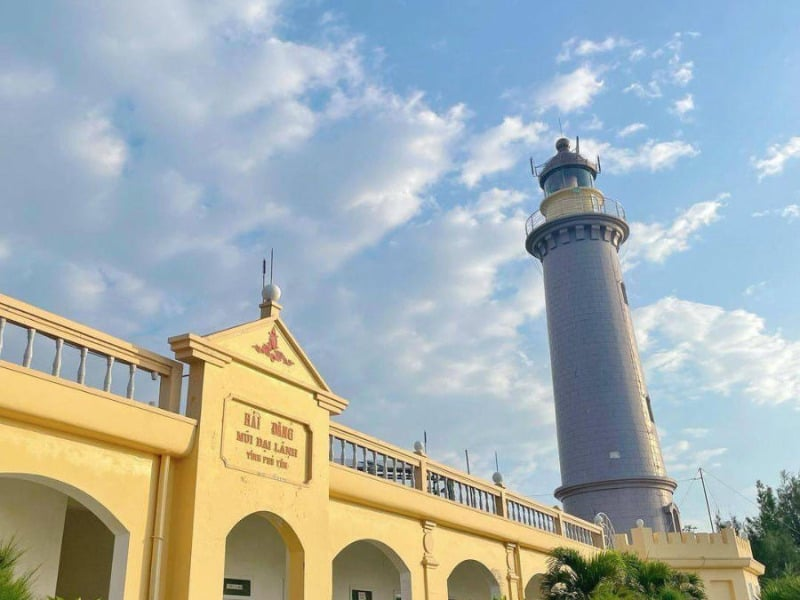 HẢI ĐĂNG
MŨI ĐẠI LÃNH
TỈNH PHÚ YÊN